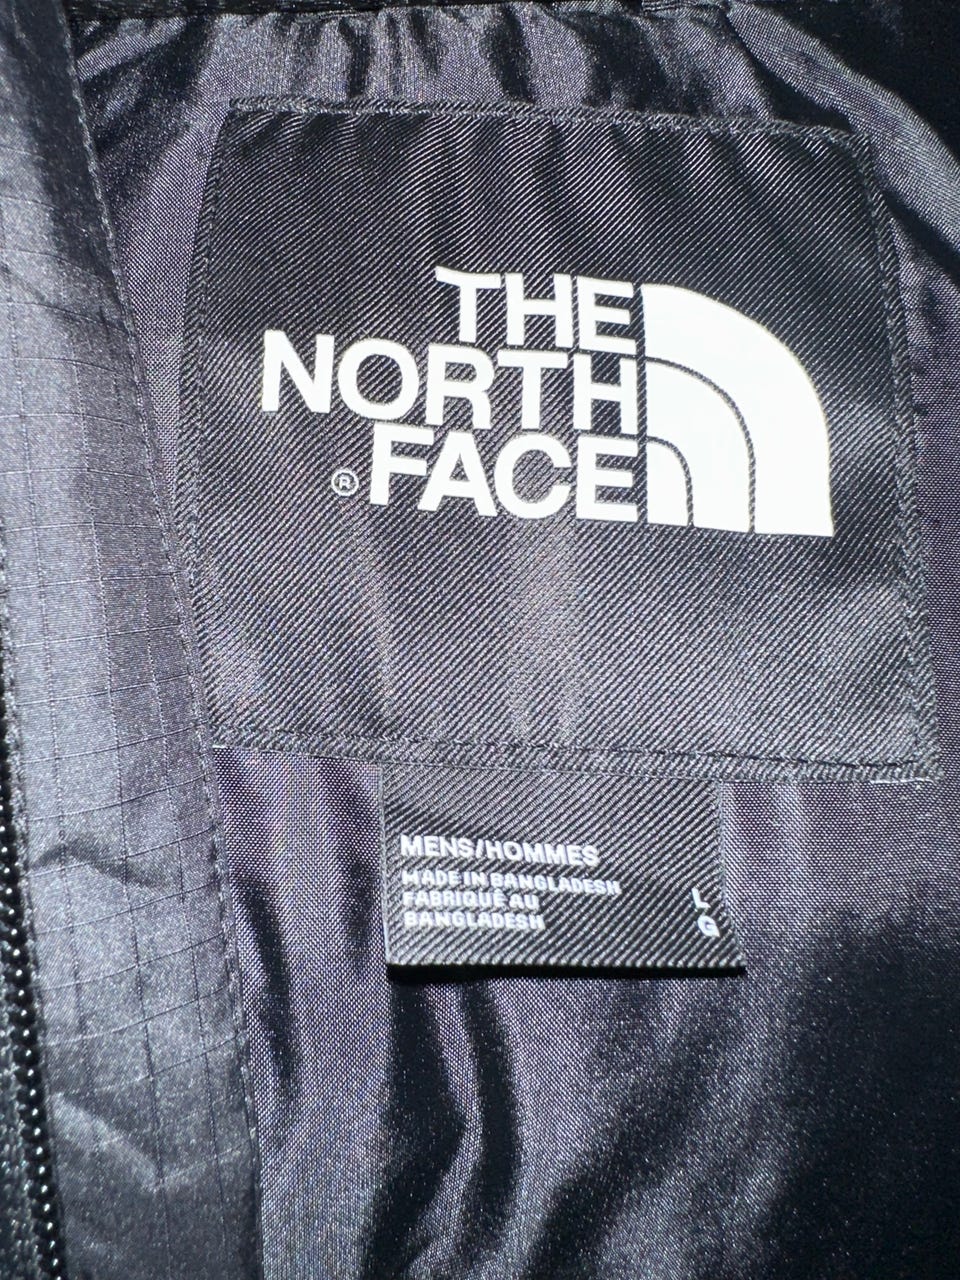 THE
NORTH
® FACE
MENS/HOMMES
MADE IN BANGLADESH
FABRIQUÉ AU
BANGLADESH
L
G